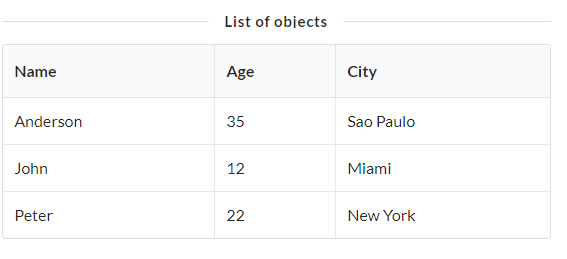 List of objects
Name Age City
Anderson 35 Sao Paulo
John 12 Miami
Peter 22 New York